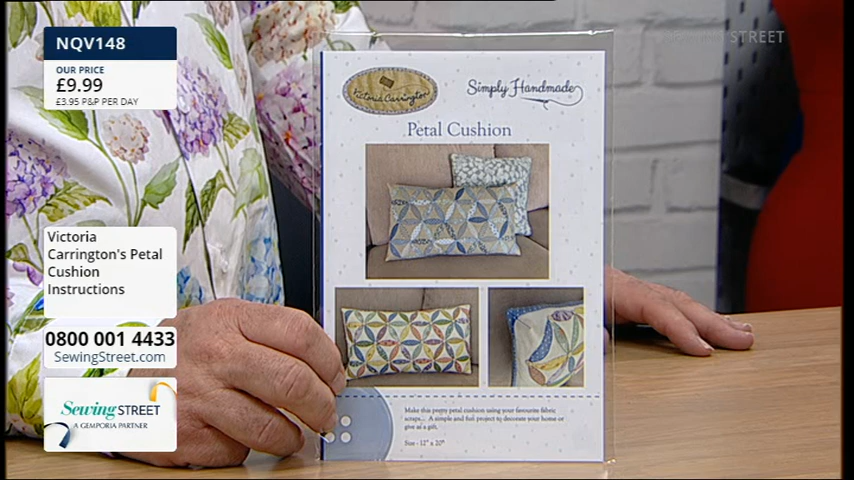 NQV148
OUR PRICE
£9.99
£3.95 P&P PER DAY
Victoria
Carrington's Petal
Cushion
Instructions
0800 001 4433
SewingStreet.com
Sewing STREET
A GEMPORIA PARTNER
SEWING STREET
Victoria Carrington
Simply Handmade
Petal Cushion
Make this pretty petal cushion using your favourite fabric
scraps... A simple and fun project to decorate your home or
give as a gift.
Size - 12" x 20"